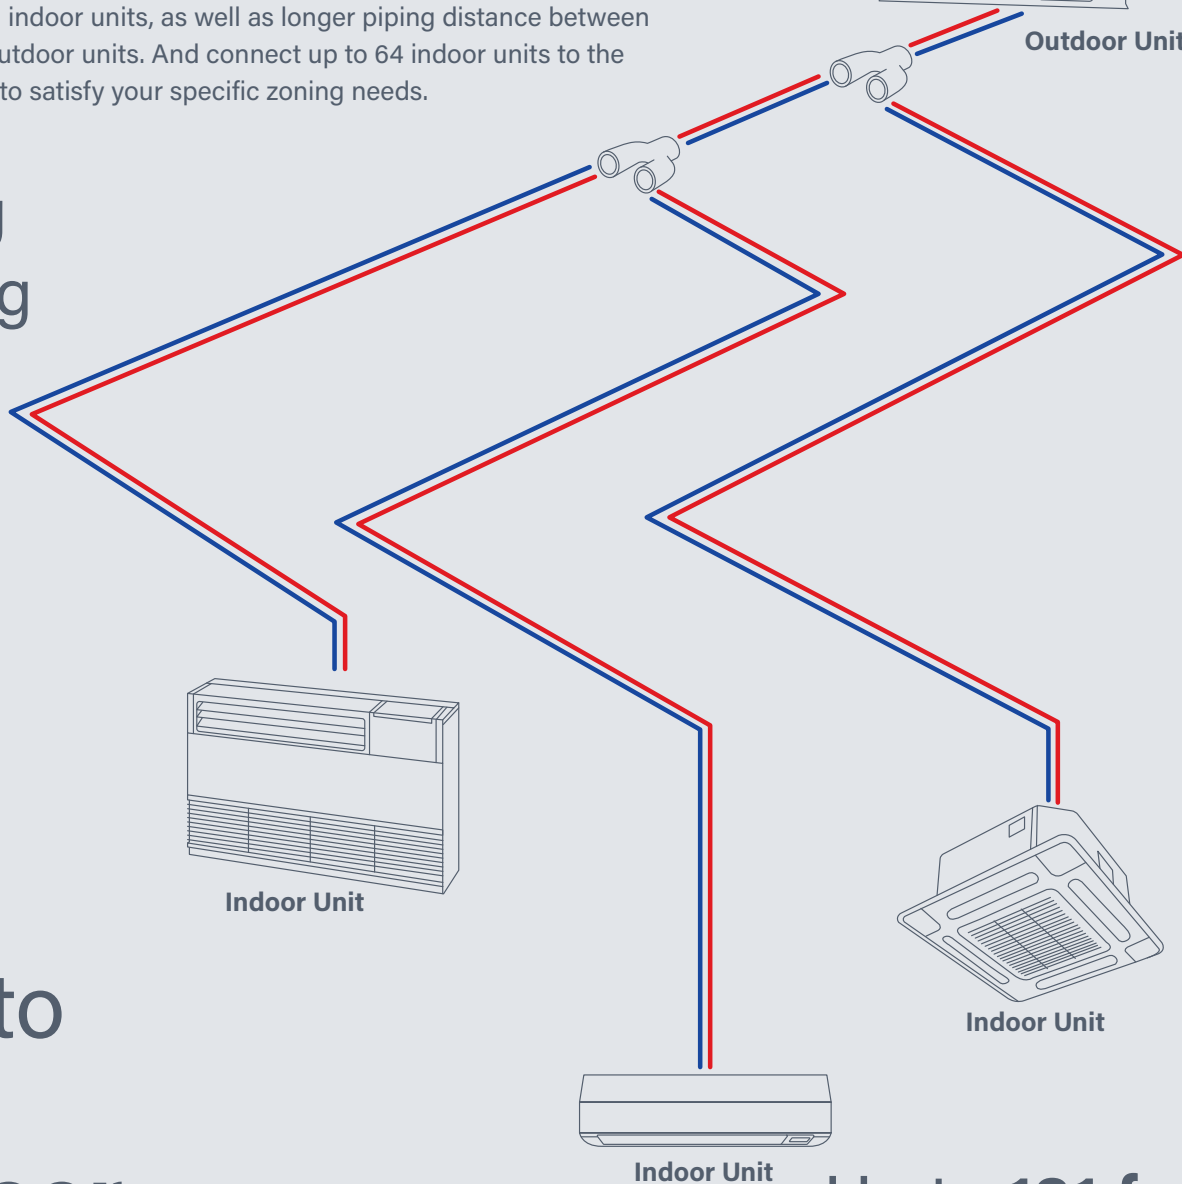 indoor units, as well as longer piping distance between
utdoor units. And connect up to 64 indoor units to the
to satisfy your specific zoning needs.
Outdoor Unit
g
g
Indoor Unit
to
Indoor Unit
Indoor Unit